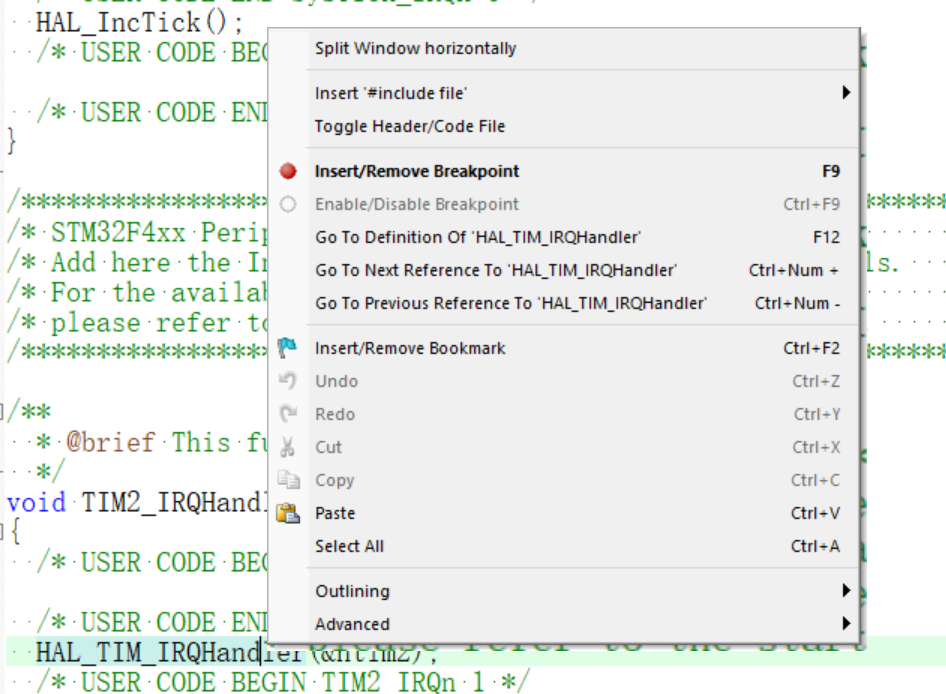 HAL_IncTick();
/* USER CODE BEG
/* USER CODE END
}
/* STM32F4xx Perip
/* Add here the In
ls.
/* For the availab
/* please refer to
/**
* @brief This fu
*/
void TIM2_IRQHandl
{
/* USER CODE BEG
/* USER CODE END
HAL_TIM_IRQHandler(&htim2);
/* USER CODE BEGIN TIM2_IRQn 1 */
Split Window horizontally
Insert '#include file'
Toggle Header/Code File
Insert/Remove Breakpoint F9
Enable/Disable Breakpoint Ctrl+F9
Go To Definition Of 'HAL_TIM_IRQHandler' F12
Go To Next Reference To 'HAL_TIM_IRQHandler' Ctrl+Num +
Go To Previous Reference To 'HAL_TIM_IRQHandler' Ctrl+Num -
Insert/Remove Bookmark Ctrl+F2
Undo Ctrl+Z
Redo Ctrl+Y
Cut Ctrl+X
Copy Ctrl+C
Paste Ctrl+V
Select All Ctrl+A
Outlining
Advanced